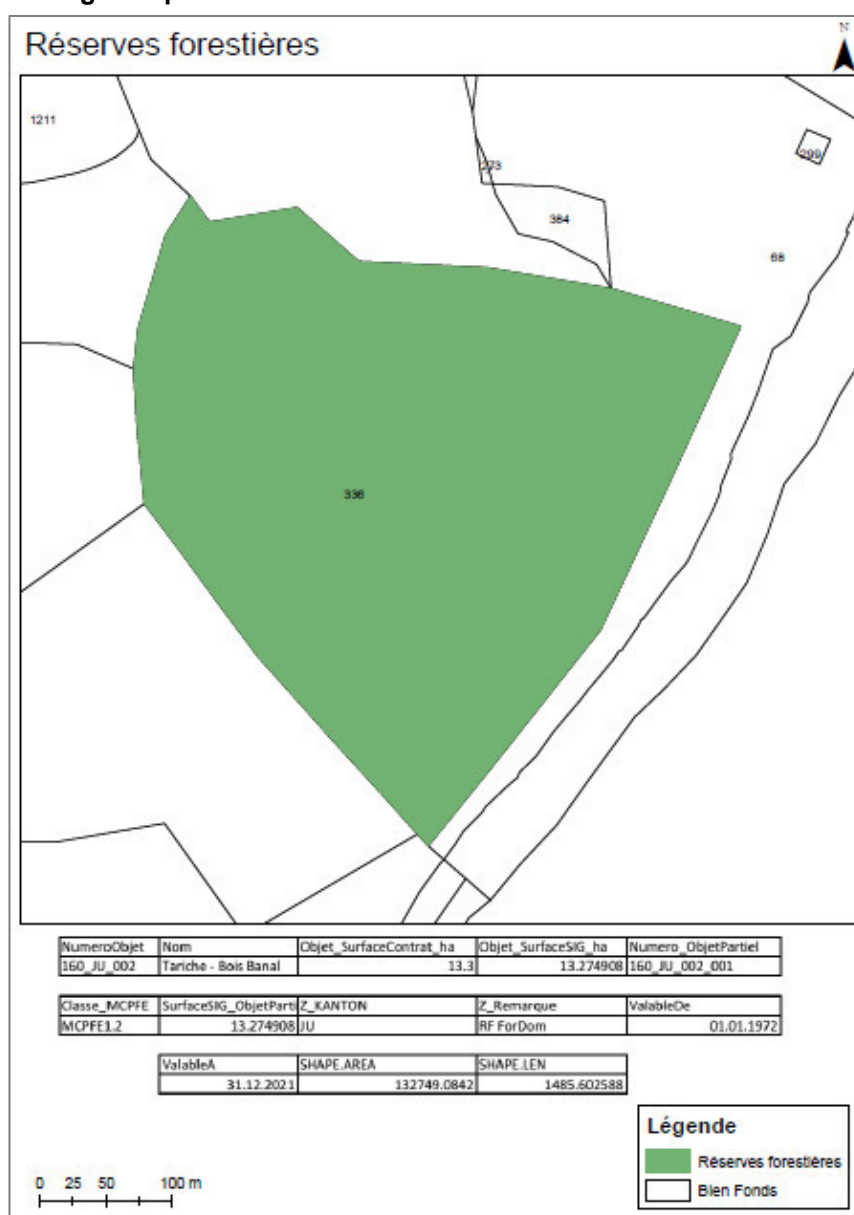 Réserves forestières
N
1211
273
299
384
68
336
NumeroObjet Nom Objet_SurfaceContrat_ha Objet_SurfaceSIG_ha Numero_ObjetPartiel
160_JU_002 Tariche - Bois Banal 13.3 13.274908 160_JU_002_001
Classe_MCPFE SurfaceSIG_ObjetParti Z_KANTON Z_Remarque ValableDe
MCPFE1.2 13.274908 JU RF ForDom 01.01.1972
ValableA SHAPE.AREA SHAPE.LEN
31.12.2021 132749.0842 1485.602588
Légende
Réserves forestières
Bien Fonds
0 25 50 100 m